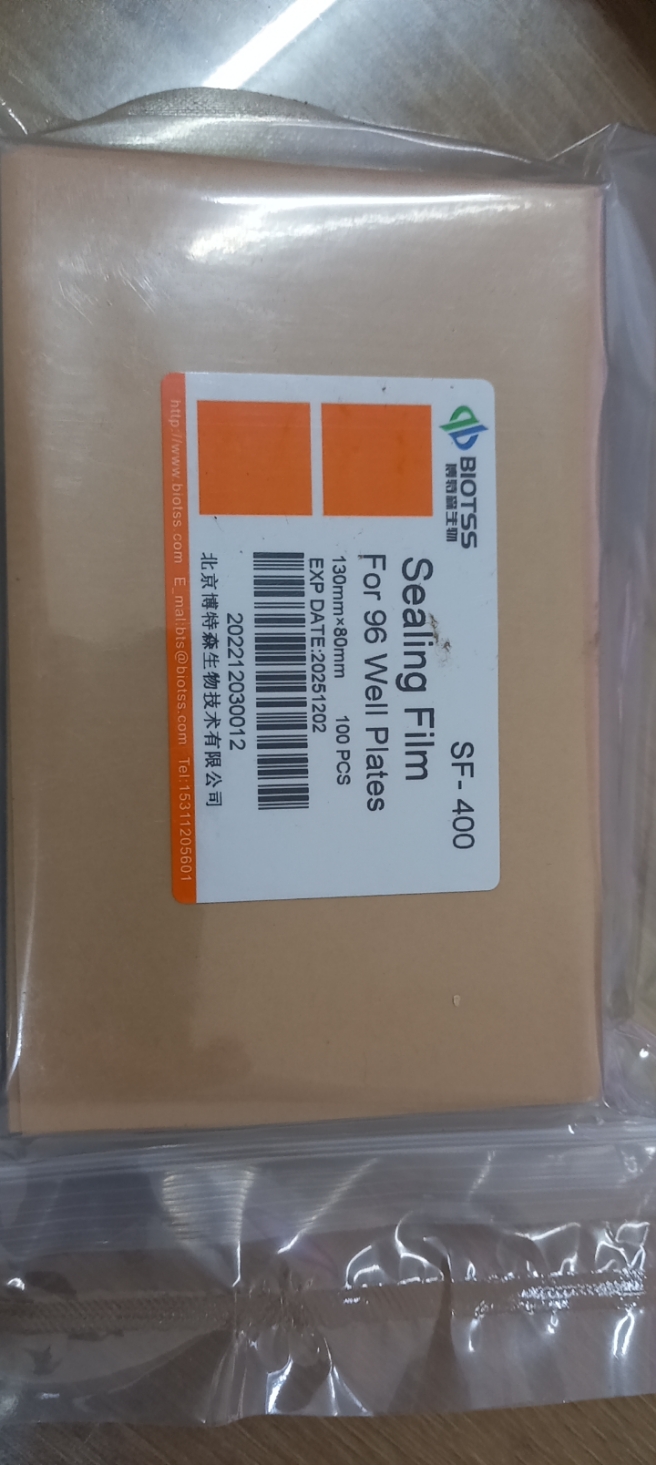 BIOTSS
博特森生物
SF-400
Sealing Film
For 96 Well Plates
130mm×80mm 100 PCS
EXP DATE:20251202
202212030012
北京博特森生物技术有限公司
http://www.biotss.com E_mal:bts@biotss.com Tel:15311205601